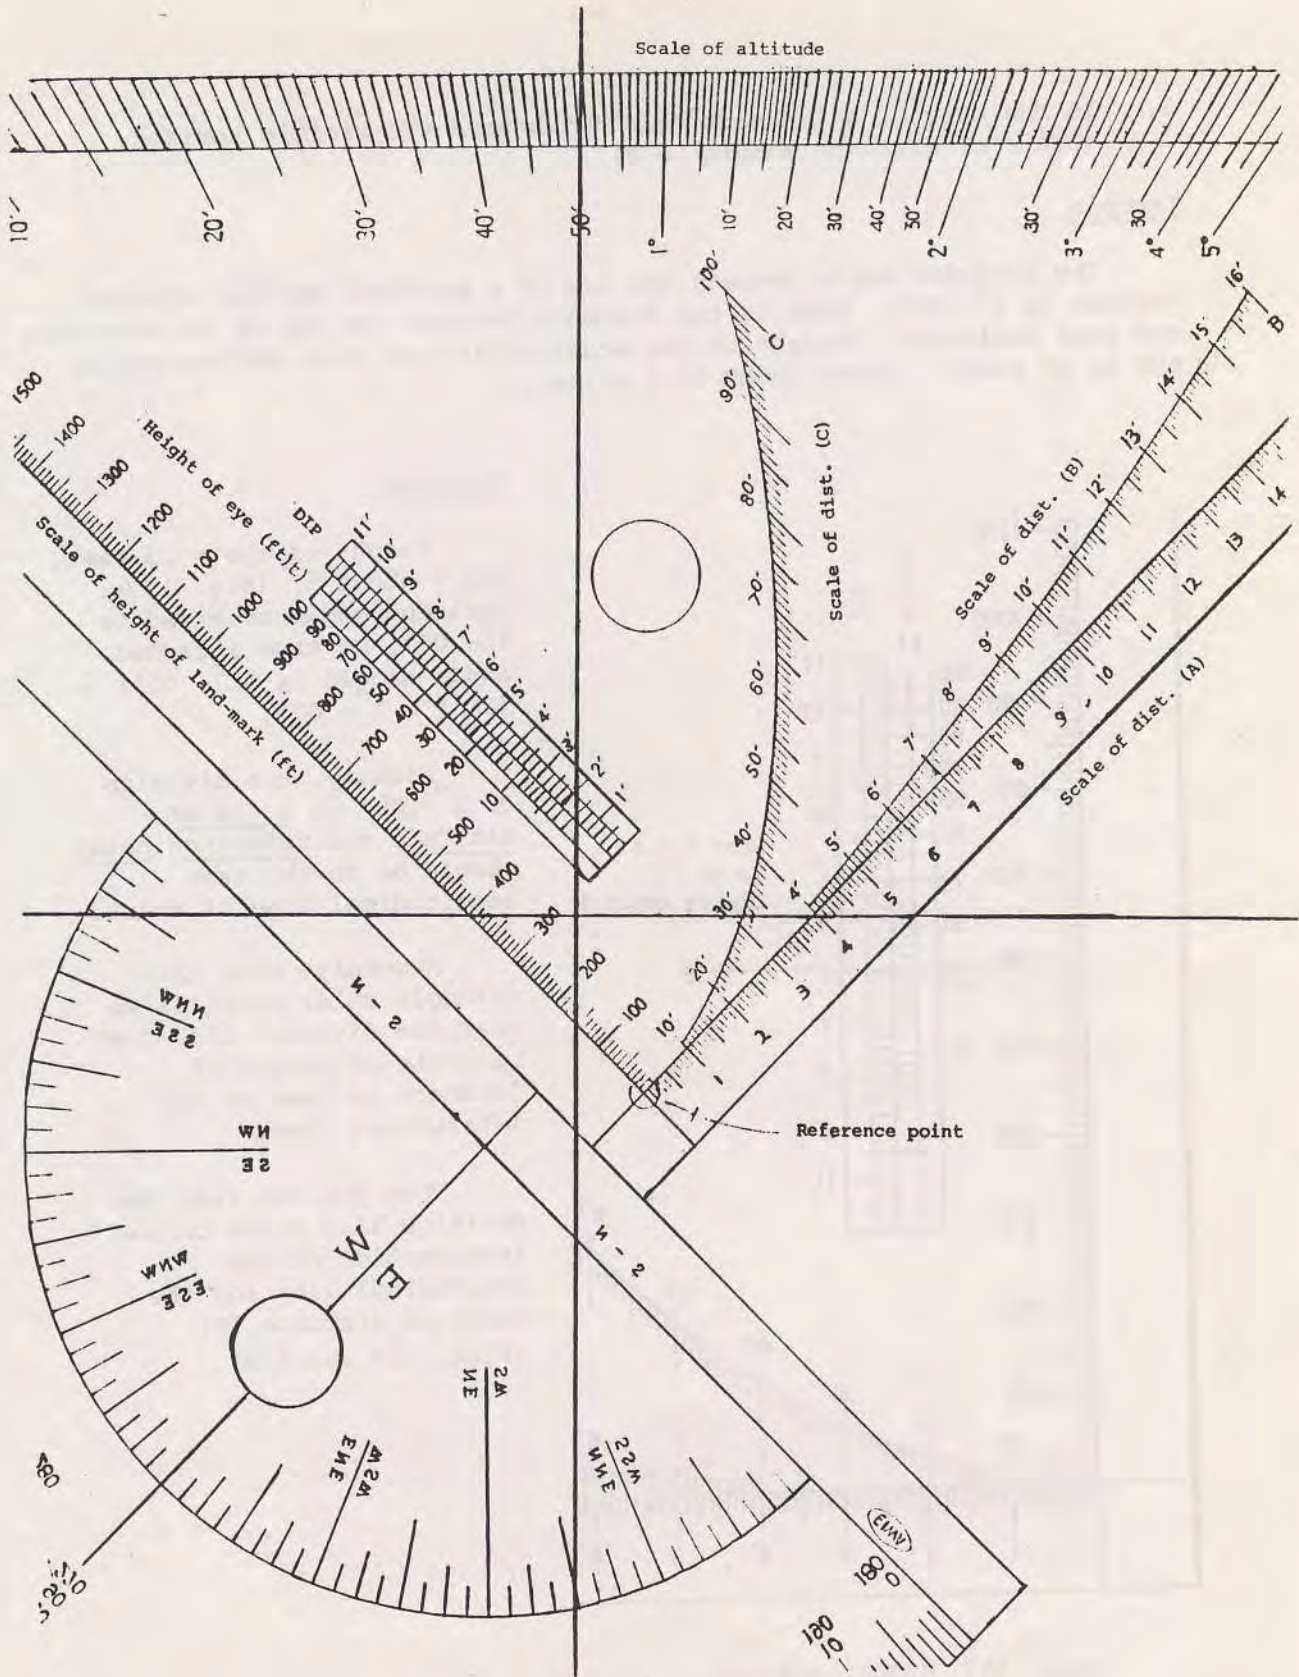 Scale of altitude
10' 20' 30' 40' 50' 1° 10' 20' 30' 40' 50' 2° 30' 3° 30 4° 5°
1500 1400 1300 1200 1100 1000 900 800 700 600 500 400 300 200 100
Scale of height of land-mark (ft)
Height of eye (ft)t)
100 90 80 70 60 50 40 30 20 10
DIP
11' 10' 9' 8' 7' 6' 5' 4' 3' 2' 1'
100- 90- 80- 70- 60- 50- 40' 30' 20' 10'
C
Scale of dist. (C)
16' 15' 14' 13' 12' 11' 10' 9' 8' 7' 6' 5' 4'
B
Scale of dist. (B)
1 2 3 4 5 6 7 8 9 - 10 11 12 13 14
Scale of dist. (A)
Reference point
N - S
N - S
NNW
SSE
NW
SE
WNW
ESE
W
E
WSW
ENE
SW
NE
SSW
NNE
180
0
10